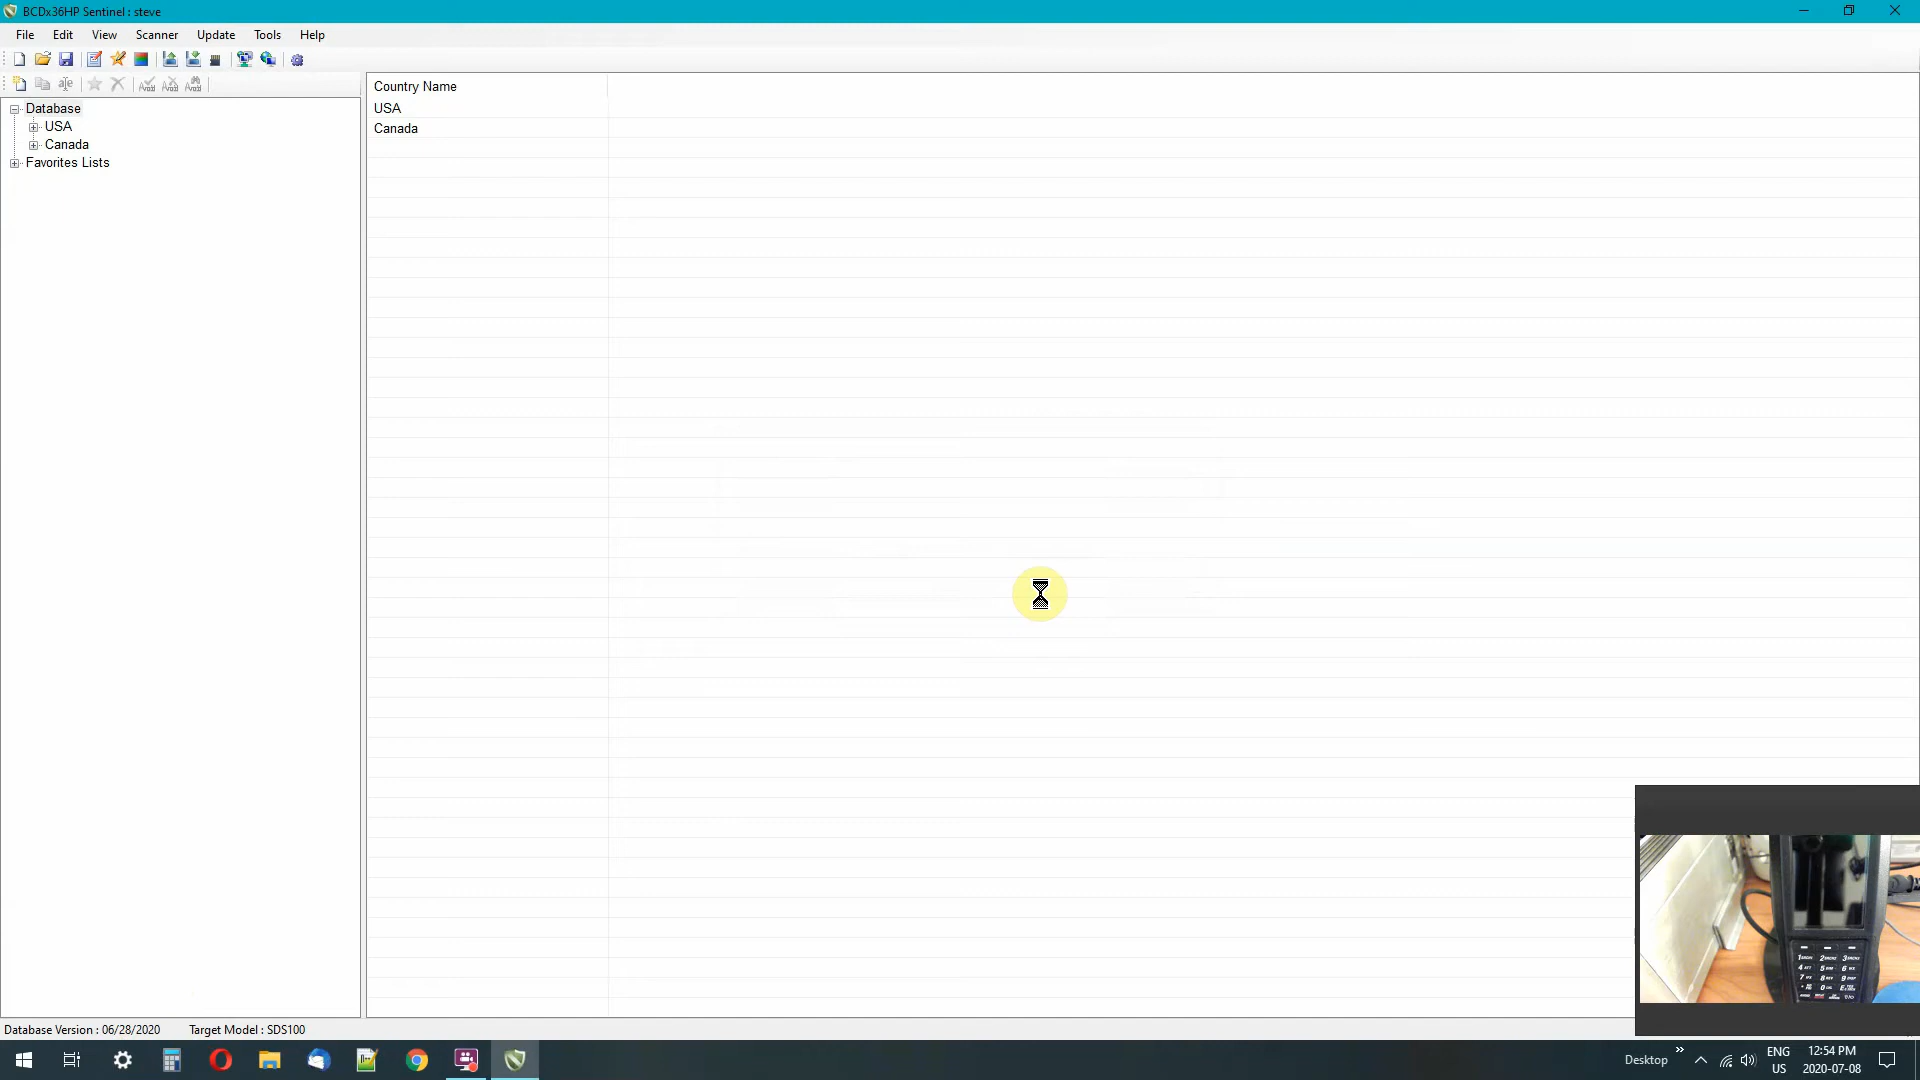 BCDx36HP Sentinel : steve
File Edit View Scanner Update Tools Help
Country Name
USA
Canada
Database
USA
Canada
Favorites Lists
Database Version : 06/28/2020 Target Model : SDS100
Desktop
ENG
US
12:54 PM
2020-07-08